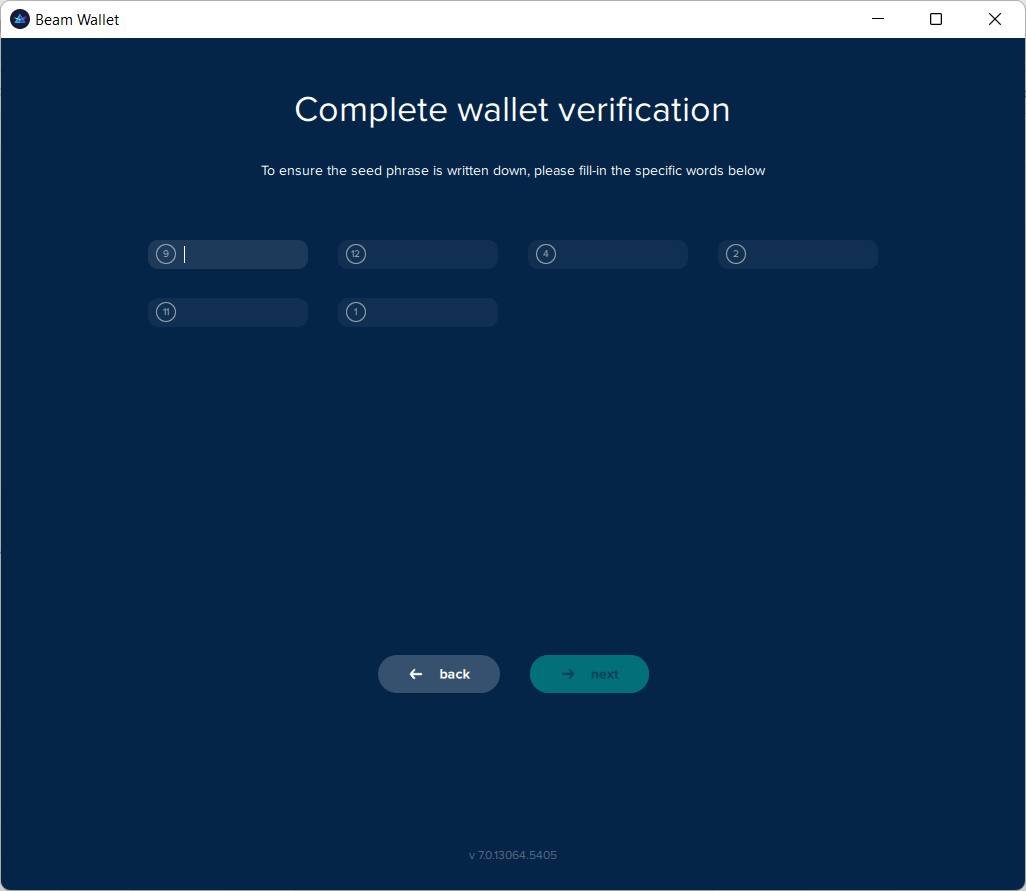 Beam Wallet
Complete wallet verification
To ensure the seed phrase is written down, please fill-in the specific words below
9 12 4 2
11 1
back next
v 7.0.13064.5405